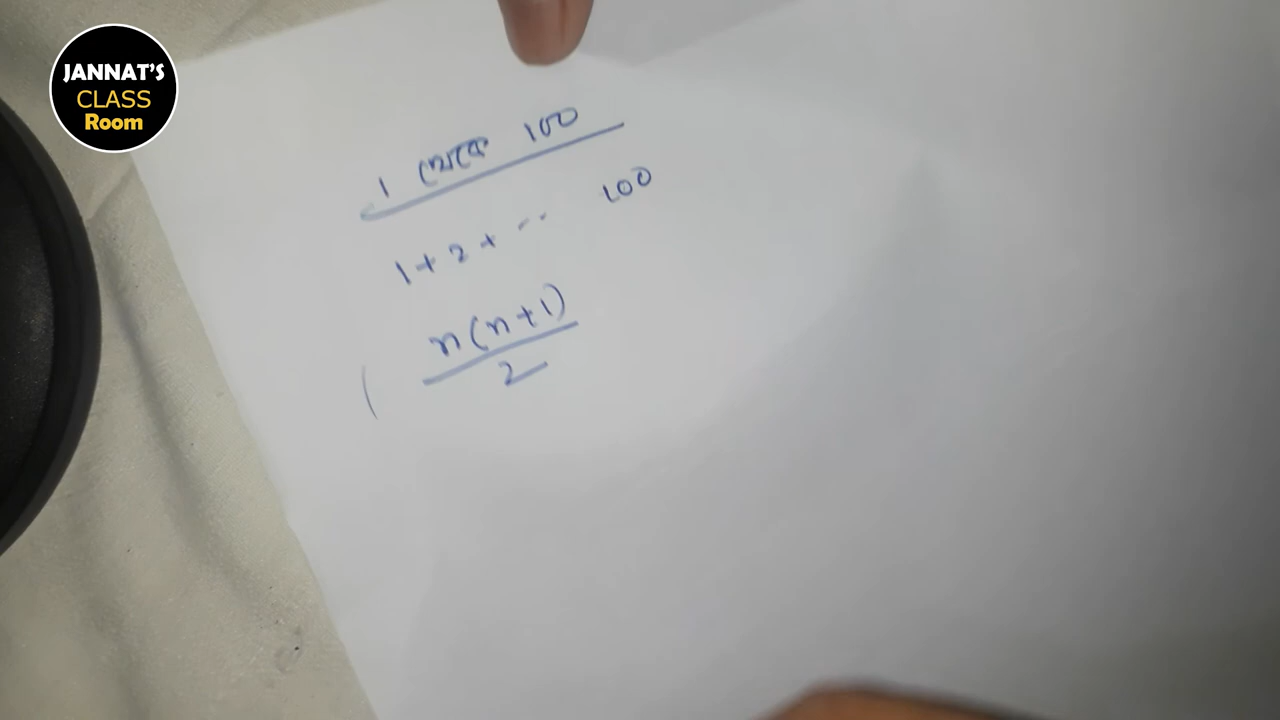 JANNAT'S
CLASS
Room
1 থেকে 100
1 + 2 + ... 100
n(n+1)
2